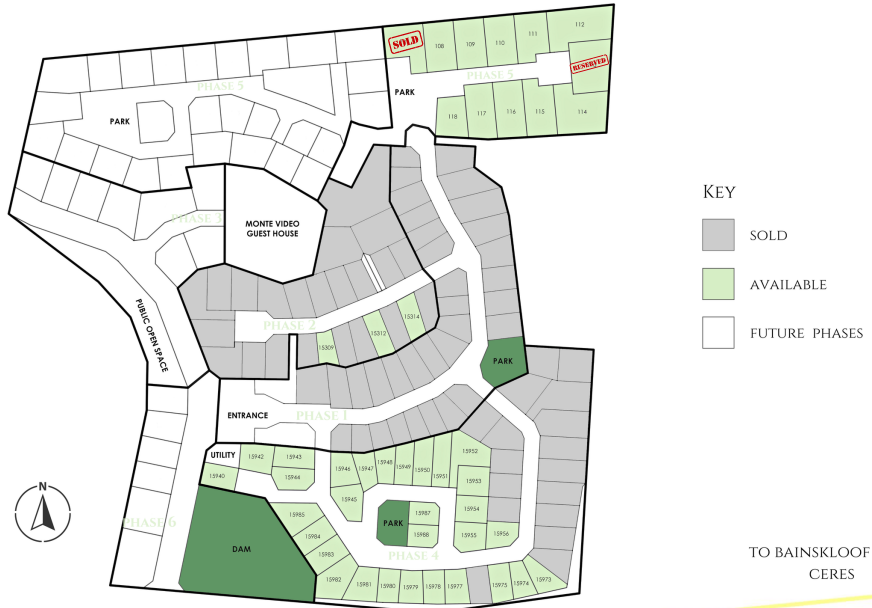 SOLD
108
109
110
111
112
RESERVED
PHASE 5
PARK
118
117
116
115
114
PHASE 5
PARK
PHASE 3
MONTE VIDEO
GUEST HOUSE
PUBLIC OPEN SPACE
PHASE 2
15309
15312
15314
PARK
ENTRANCE
PHASE 1
UTILITY
15940
15942
15943
15944
15946
15947
15948
15949
15950
15951
15952
15945
15953
15954
15955
15956
PARK
15987
15988
PHASE 4
PHASE 6
DAM
15985
15984
15983
15982
15981
15980
15979
15978
15977
15975
15974
15973
N
KEY
SOLD
AVAILABLE
FUTURE PHASES
TO BAINSKLOOF
CERES